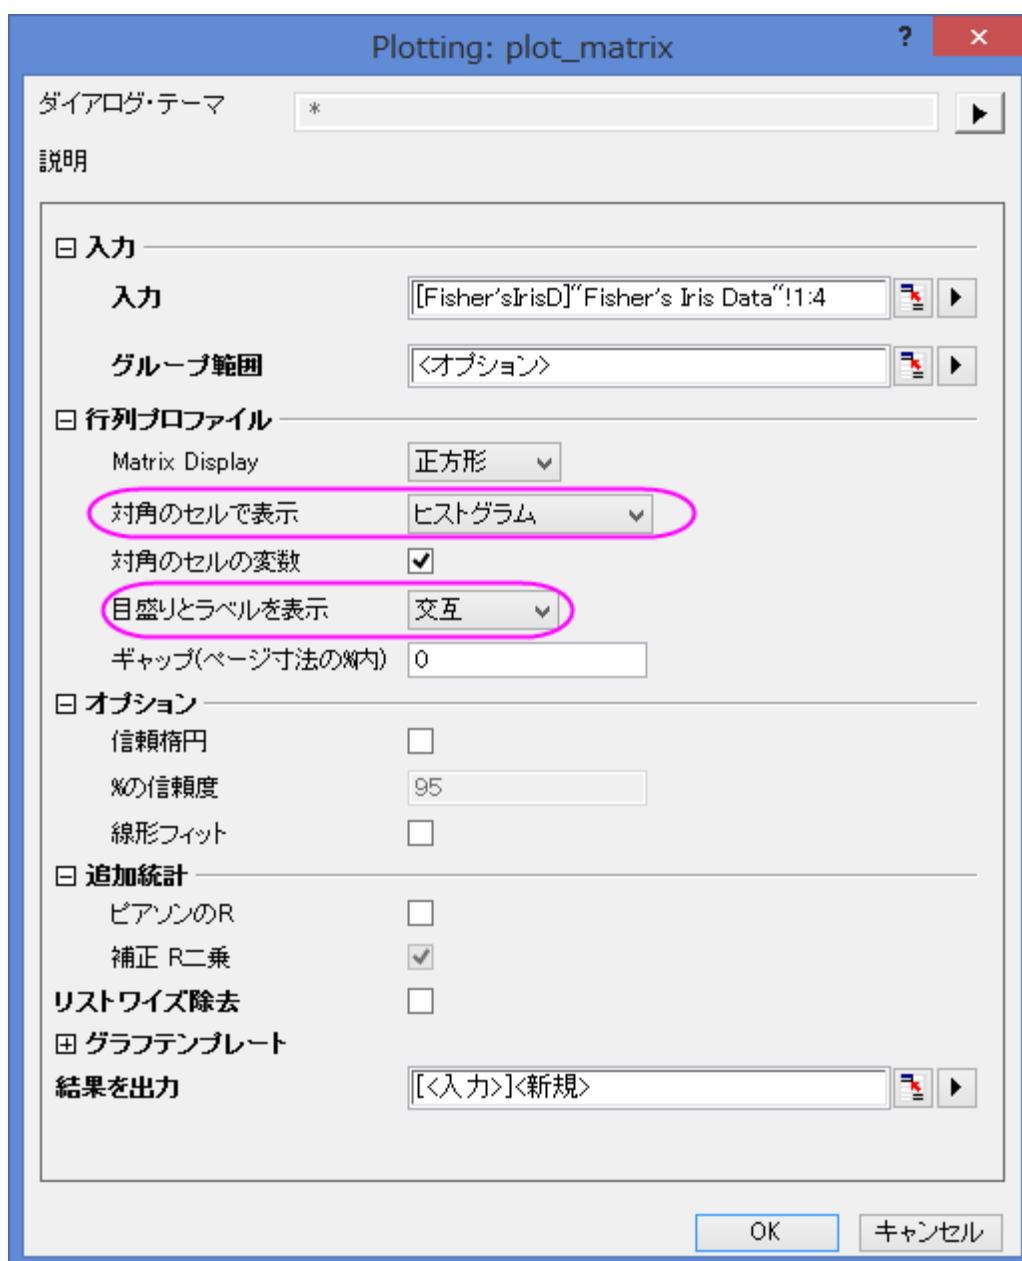 Plotting: plot_matrix ? ×
ダイアログ・テーマ *
説明
入力
入力 [Fisher'sIrisD]"Fisher's Iris Data"!1:4
グループ範囲 <オプション>
行列プロファイル
Matrix Display 正方形
対角のセルで表示 ヒストグラム
対角のセルの変数
目盛りとラベルを表示 交互
ギャップ(ページ寸法の%内) 0
オプション
信頼楕円
%の信頼度 95
線形フィット
追加統計
ピアソンのR
補正 R二乗
リストワイズ除去
グラフテンプレート
結果を出力 [<入力>]<新規>
OK キャンセル